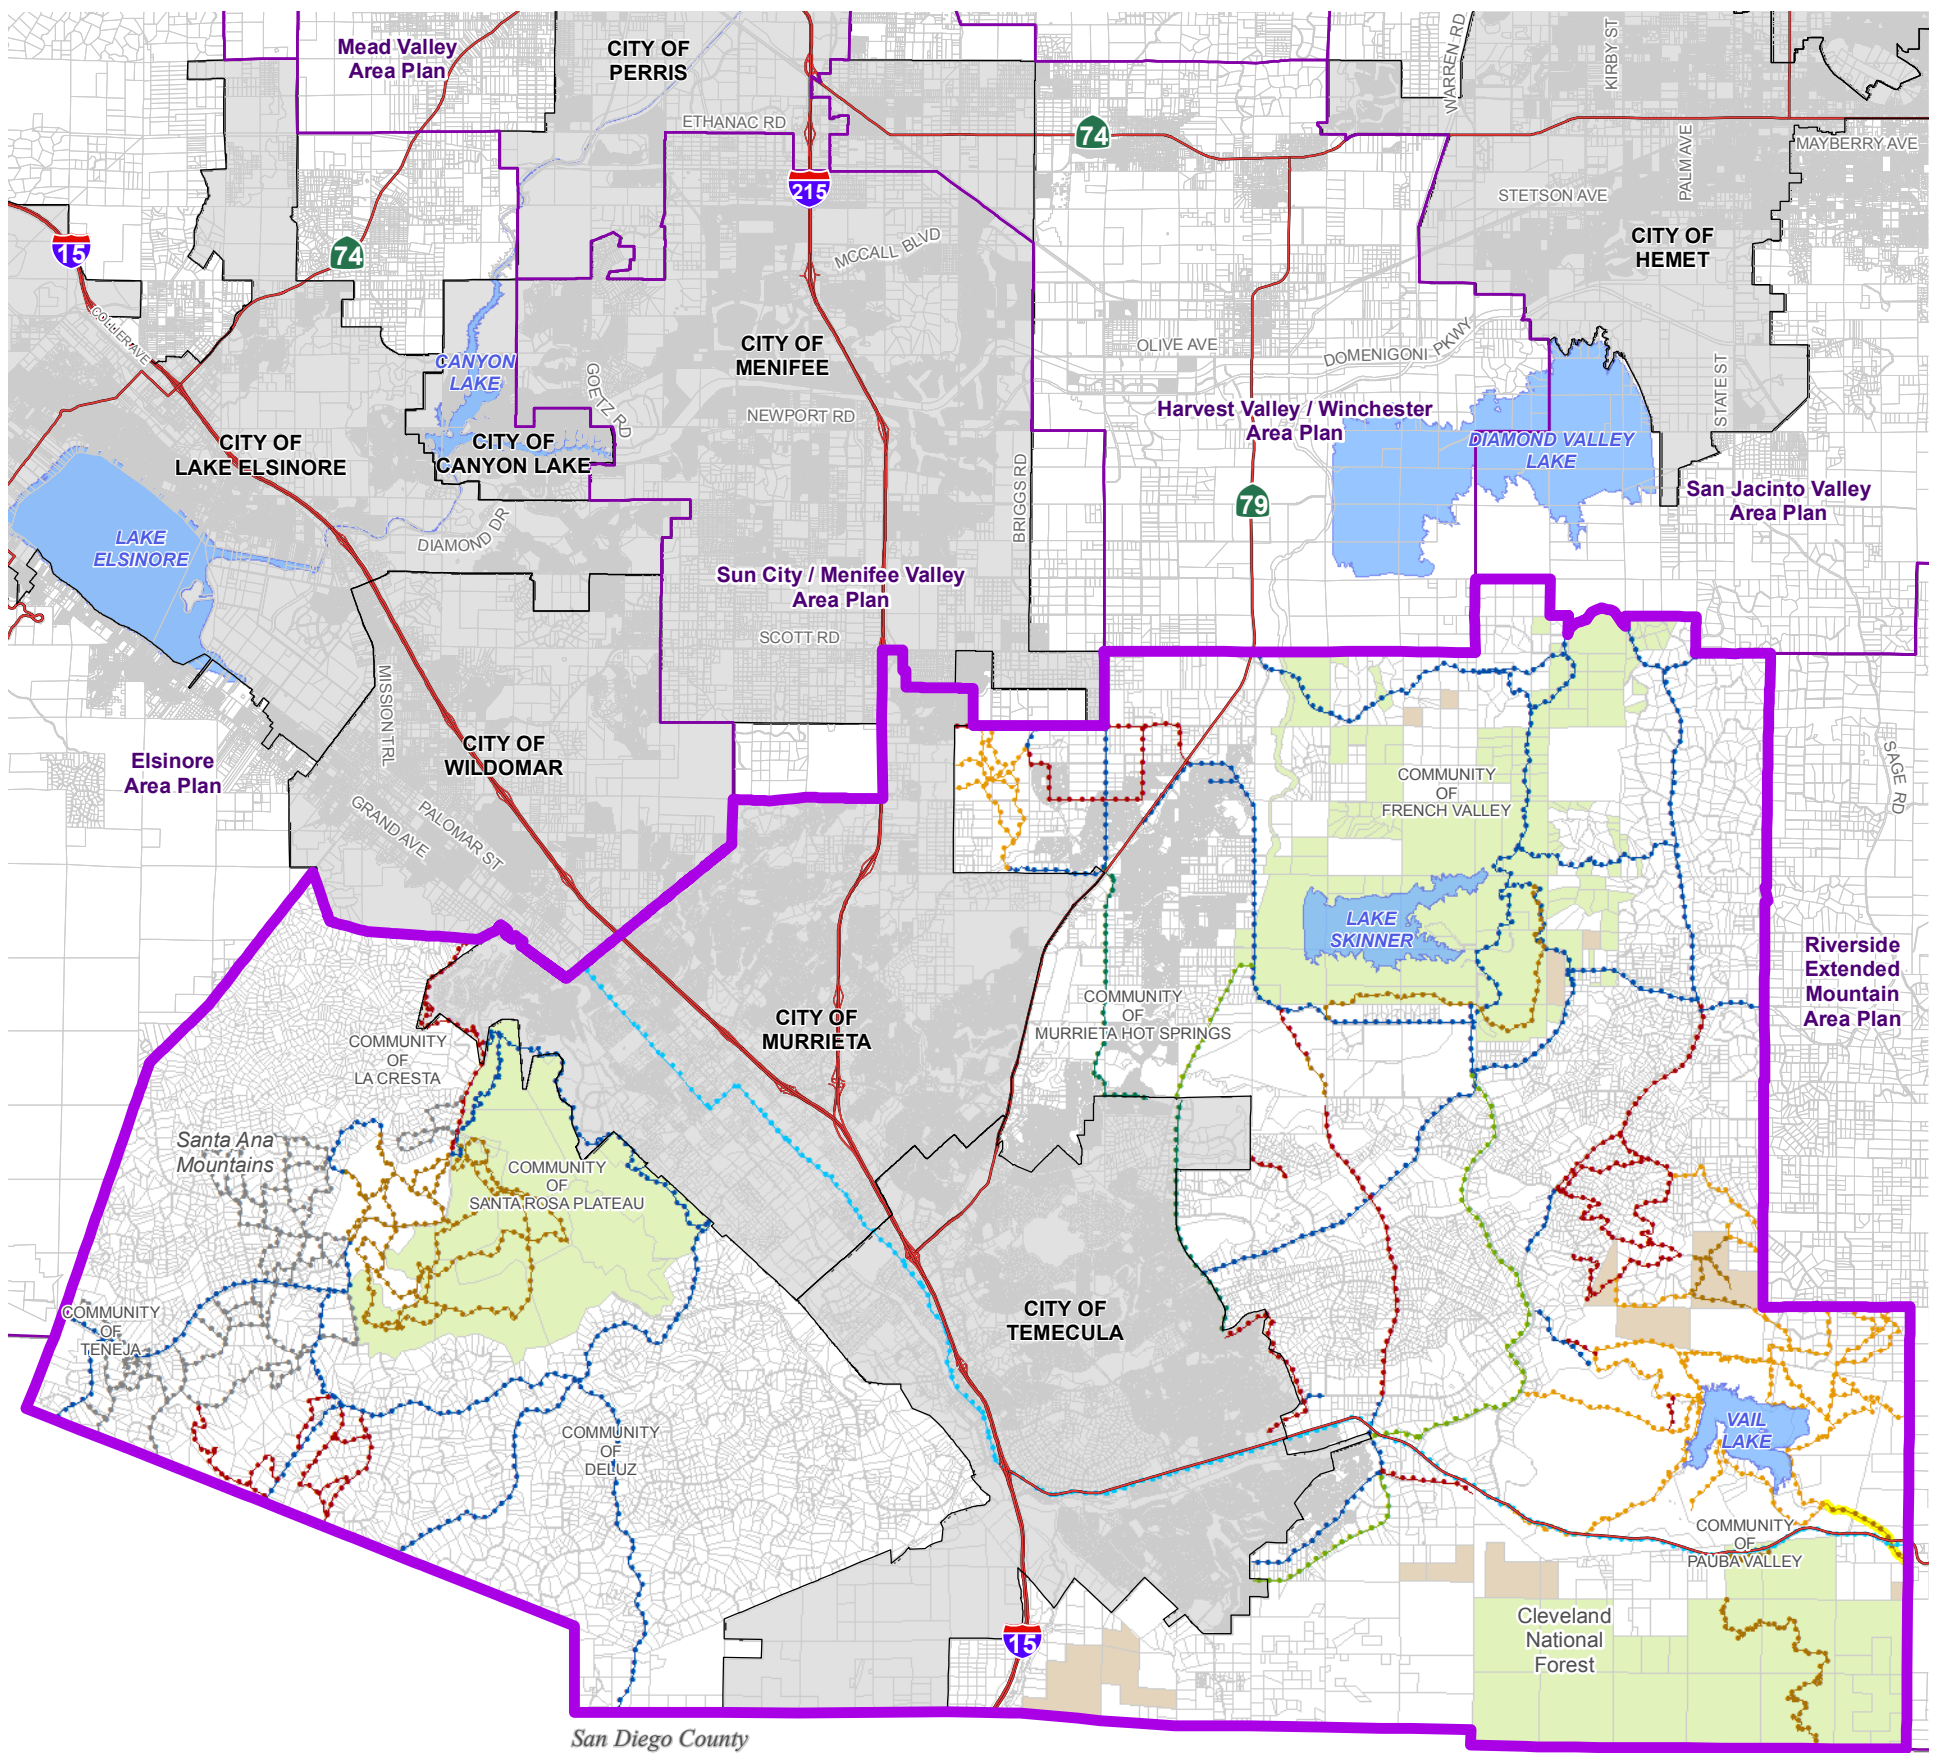 Mead Valley
Area Plan
CITY OF
PERRIS
WARREN RD
KIRBY ST
ETHANAC RD
74
MAYBERRY AVE
PALM AVE
215
STETSON AVE
15
74
MCCALL BLVD
CITY OF
HEMET
COLLIER AVE
CANYON
LAKE
CITY OF
MENIFEE
OLIVE AVE
DOMENIGONI PKWY
GOETZ RD
STATE ST
NEWPORT RD
Harvest Valley / Winchester
Area Plan
DIAMOND VALLEY
LAKE
CITY OF
LAKE ELSINORE
CITY OF
CANYON LAKE
BRIGGS RD
79
San Jacinto Valley
Area Plan
LAKE
ELSINORE
DIAMOND DR
Sun City / Menifee Valley
Area Plan
SCOTT RD
MISSION TRL
CITY OF
WILDOMAR
Elsinore
Area Plan
SAGE RD
COMMUNITY
OF
FRENCH VALLEY
GRAND AVE
PALOMAR ST
LAKE
SKINNER
Riverside
Extended
Mountain
Area Plan
COMMUNITY
OF
MURRIETA HOT SPRINGS
CITY OF
MURRIETA
COMMUNITY
OF
LA CRESTA
Santa Ana
Mountains
COMMUNITY
OF
SANTA ROSA PLATEAU
COMMUNITY
OF
TENEJA
CITY OF
TEMECULA
COMMUNITY
OF
DELUZ
VAIL
LAKE
COMMUNITY
OF
PAUBA VALLEY
Cleveland
National
Forest
15
San Diego County